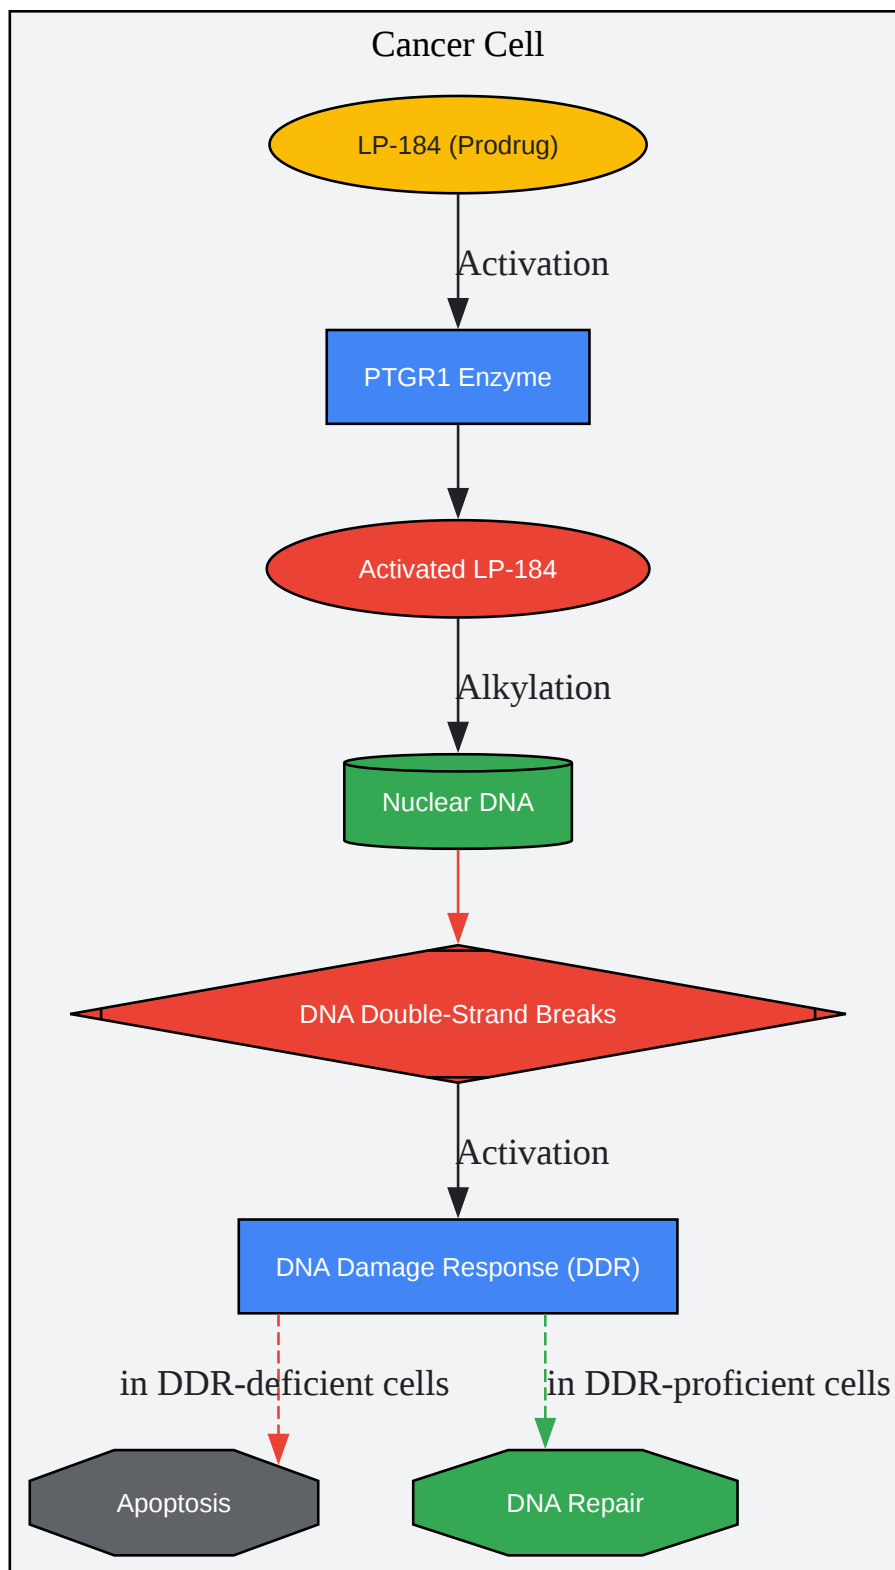 Cancer Cell
LP-184 (Prodrug)
Activation
PTGR1 Enzyme
Activated LP-184
Alkylation
Nuclear DNA
DNA Double-Strand Breaks
Activation
DNA Damage Response (DDR)
in DDR-deficient cells
in DDR-proficient cells
Apoptosis
DNA Repair